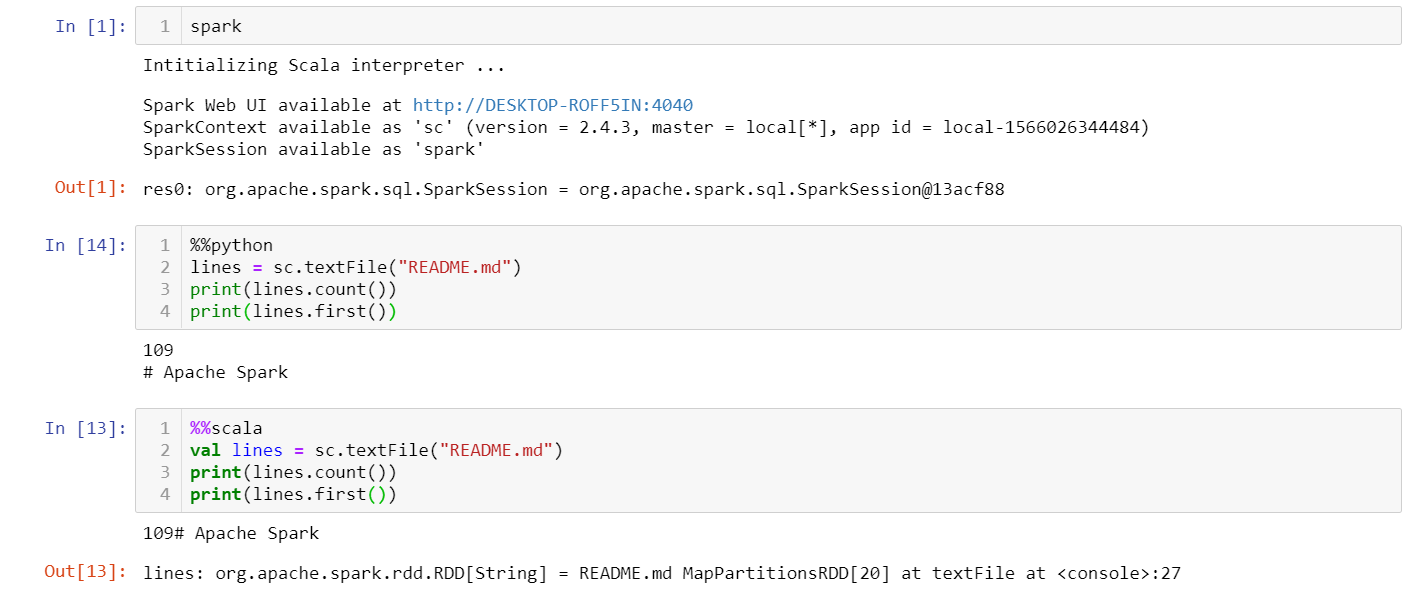 In [1]: 1 spark
Intitializing Scala interpreter ...
Spark Web UI available at http://DESKTOP-ROFF5IN:4040
SparkContext available as 'sc' (version = 2.4.3, master = local[*], app id = local-1566026344484)
SparkSession available as 'spark'
Out[1]: res0: org.apache.spark.sql.SparkSession = org.apache.spark.sql.SparkSession@13acf88
In [14]: 1 %%python
2 lines = sc.textFile("README.md")
3 print(lines.count())
4 print(lines.first())
109
# Apache Spark
In [13]: 1 %%scala
2 val lines = sc.textFile("README.md")
3 print(lines.count())
4 print(lines.first())
109# Apache Spark
Out[13]: lines: org.apache.spark.rdd.RDD[String] = README.md MapPartitionsRDD[20] at textFile at <console>:27